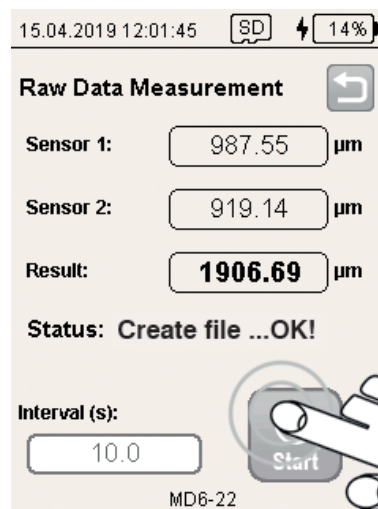 15.04.2019 12:01:45 SD 14%
Raw Data Measurement
Sensor 1: 987.55 µm
Sensor 2: 919.14 µm
Result: 1906.69 µm
Status: Create file ...OK!
Interval (s):
10.0 Start
MD6-22